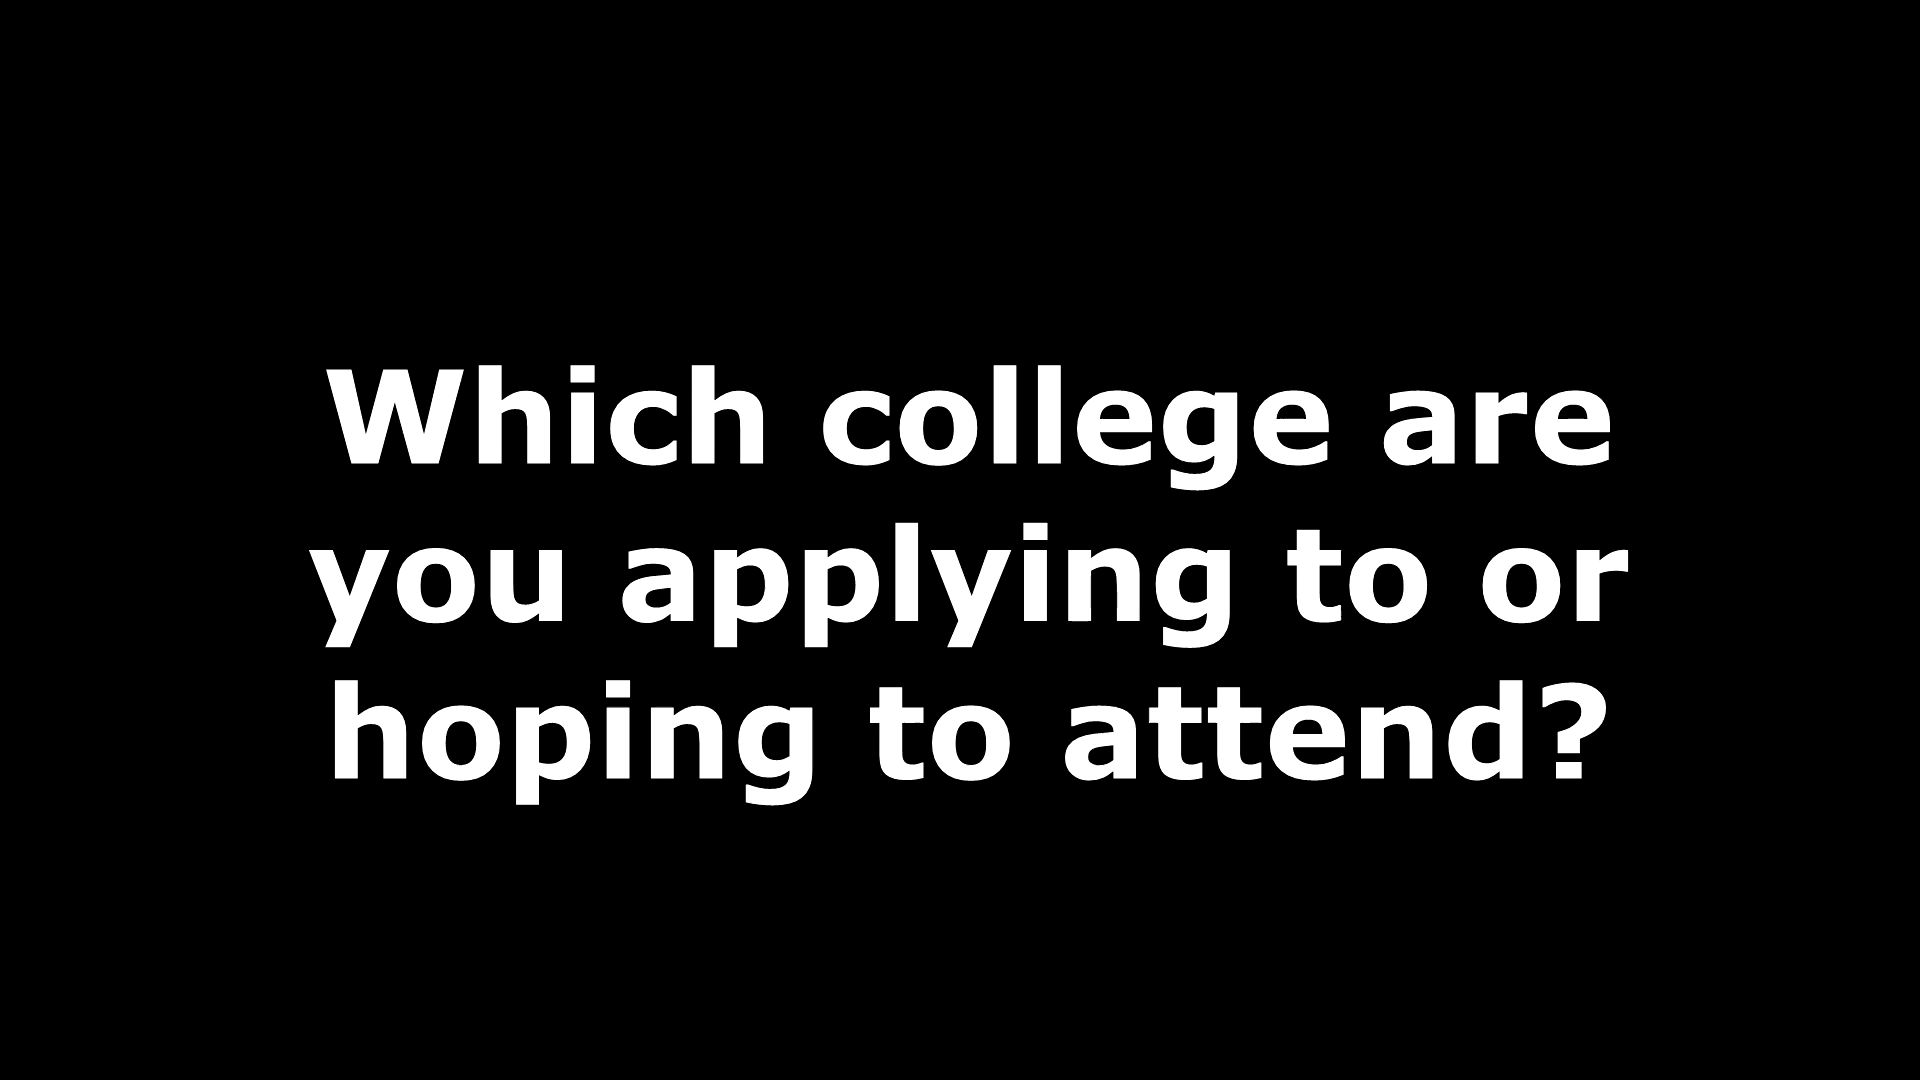 Which college are
you applying to or
hoping to attend?